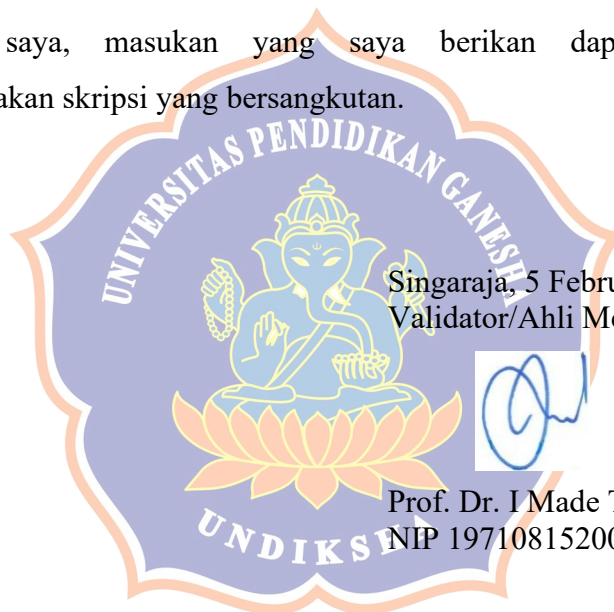 saya, masukan yang saya berikan dap
akan skripsi yang bersangkutan.
UNIVERSITAS PENDIDIKAN GANESHA
Singaraja, 5 Febru
Validator/Ahli M
Prof. Dr. I Made T
NIP 1971081520
UNDIKSHA